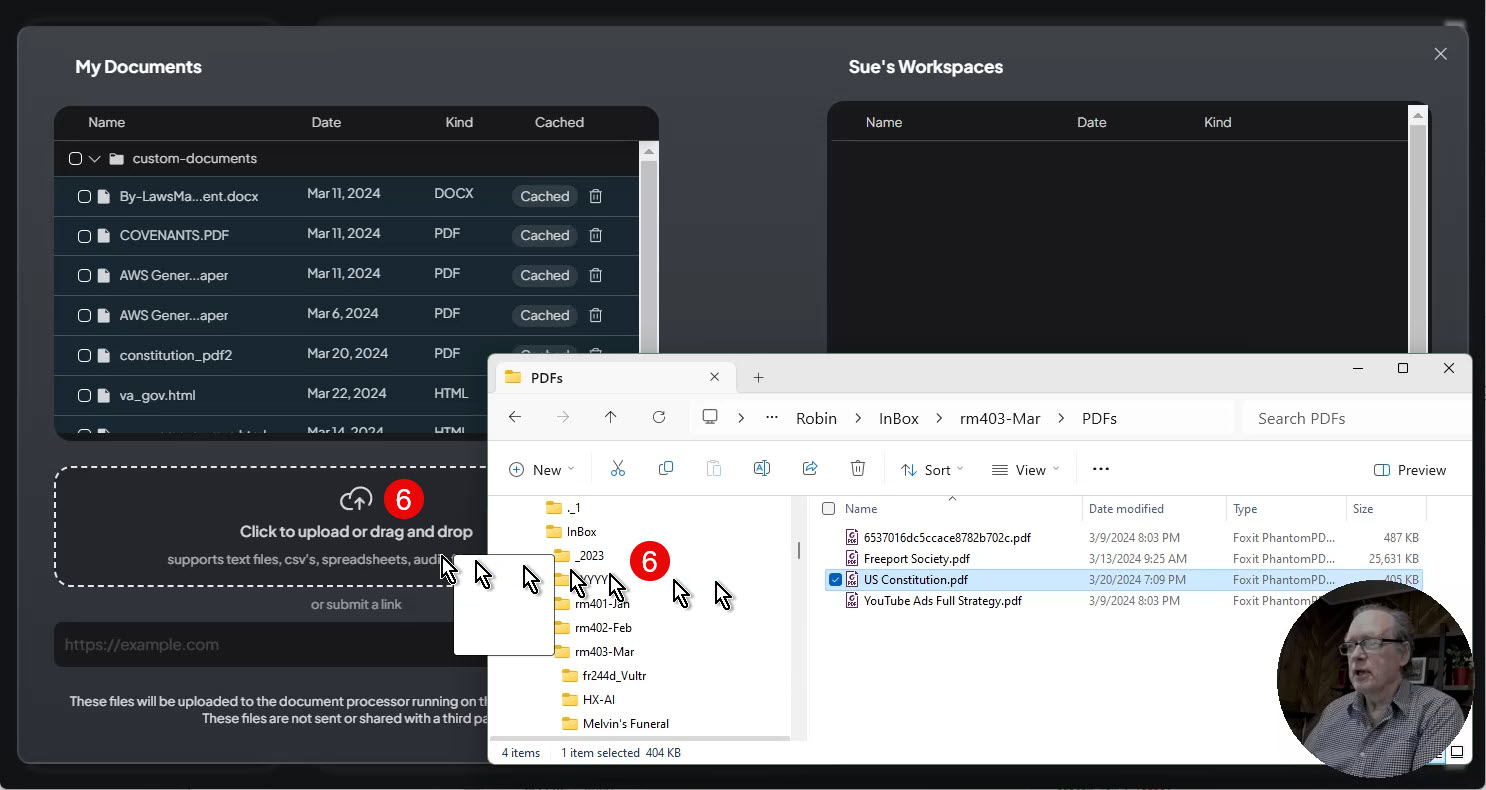 My Documents
Sue's Workspaces
Name Date Kind Cached
Name Date Kind
custom-documents
By-LawsMa...ent.docx Mar 11, 2024 DOCX Cached
COVENANTS.PDF Mar 11, 2024 PDF Cached
AWS Gener...aper Mar 11, 2024 PDF Cached
AWS Gener...aper Mar 6, 2024 PDF Cached
constitution_pdf2 Mar 20, 2024 PDF Cached
va_gov.html Mar 22, 2024 HTML
Mar 14, 2024 HTML
6
Click to upload or drag and drop
supports text files, csv's, spreadsheets,
or submit a link
https://example.com
These files will be uploaded to the document processor running on
These files are not sent or shared with a third
PDFs
Robin InBox rm403-Mar PDFs
Search PDFs
New Sort View Preview
._1
InBox
_2023
6
rm401-Jan
rm402-Feb
rm403-Mar
fr244d_Vultr
HX-AI
Melvin's Funeral
Name Date modified Type Size
6537016dc5ccace8782b702c.pdf 3/9/2024 8:03 PM Foxit PhantomPD... 487 KB
Freeport Society.pdf 3/13/2024 9:25 AM Foxit PhantomPD... 25,631 KB
US Constitution.pdf 3/20/2024 7:09 PM Foxit PhantomPD... 405 KB
YouTube Ads Full Strategy.pdf 3/9/2024 8:03 PM Foxit PhantomPD...
4 items 1 item selected 404 KB